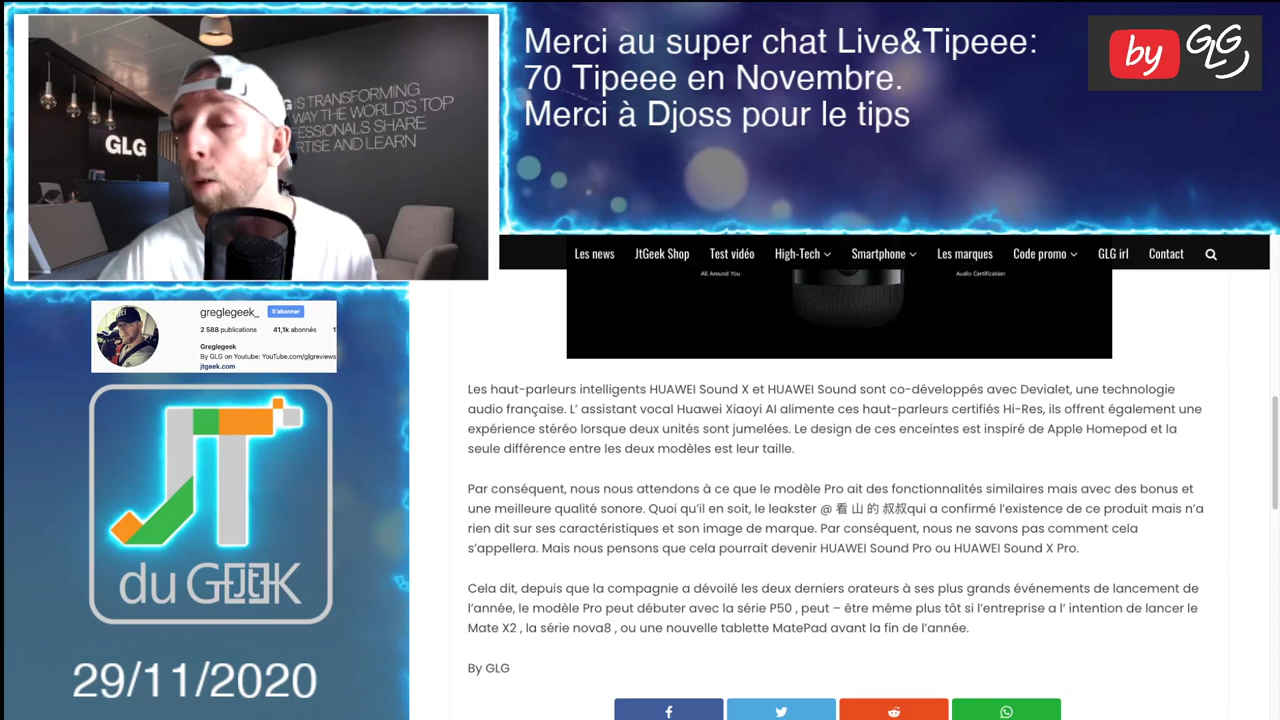 Merci au super chat Live&Tipeee:
70 Tipeee en Novembre.
Merci à Djoss pour le tips
by GLG
IS TRANSFORMING
WAY THE WORLD'S TOP
FESSIONALS SHARE
RTISE AND LEARN
GLG
Les news JtGeek Shop Test vidéo High-Tech Smartphone Les marques Code promo GLG irl Contact
All Around You Audio Certification
greglegeek_ S'abonner
2 588 publications 41,1k abonnés 1
Greglegeek
By GLG on Youtube: YouTube.com/glgreviews
jtgeek.com
Les haut-parleurs intelligents HUAWEI Sound X et HUAWEI Sound sont co-développés avec Devialet, une technologie
audio française. L' assistant vocal Huawei Xiaoyi AI alimente ces haut-parleurs certifiés Hi-Res, ils offrent également une
expérience stéréo lorsque deux unités sont jumelées. Le design de ces enceintes est inspiré de Apple Homepod et la
seule différence entre les deux modèles est leur taille.
Par conséquent, nous nous attendons à ce que le modèle Pro ait des fonctionnalités similaires mais avec des bonus et
une meilleure qualité sonore. Quoi qu'il en soit, le leakster @ 看 山 的 叔叔qui a confirmé l'existence de ce produit mais n'a
rien dit sur ses caractéristiques et son image de marque. Par conséquent, nous ne savons pas comment cela
s'appellera. Mais nous pensons que cela pourrait devenir HUAWEI Sound Pro ou HUAWEI Sound X Pro.
Cela dit, depuis que la compagnie a dévoilé les deux derniers orateurs à ses plus grands événements de lancement de
l'année, le modèle Pro peut débuter avec la série P50 , peut – être même plus tôt si l'entreprise a l' intention de lancer le
Mate X2 , la série nova8 , ou une nouvelle tablette MatePad avant la fin de l'année.
By GLG
JT
du GEEK
29/11/2020